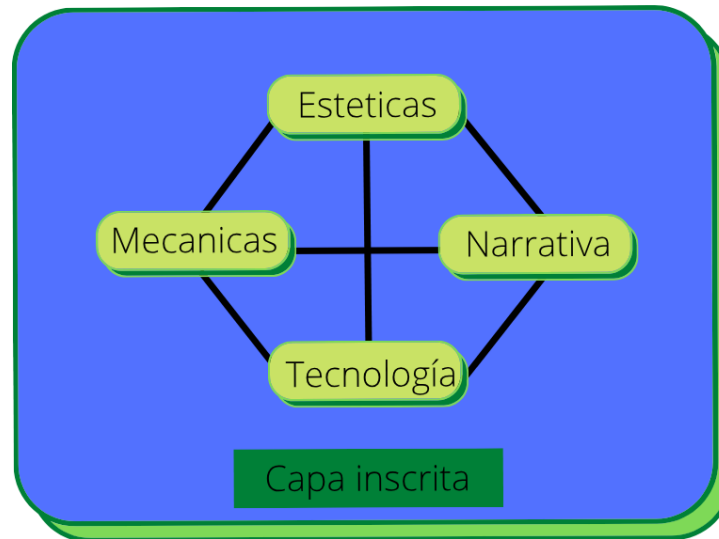 Esteticas
Mecanicas
Narrativa
Tecnología
Capa inscrita